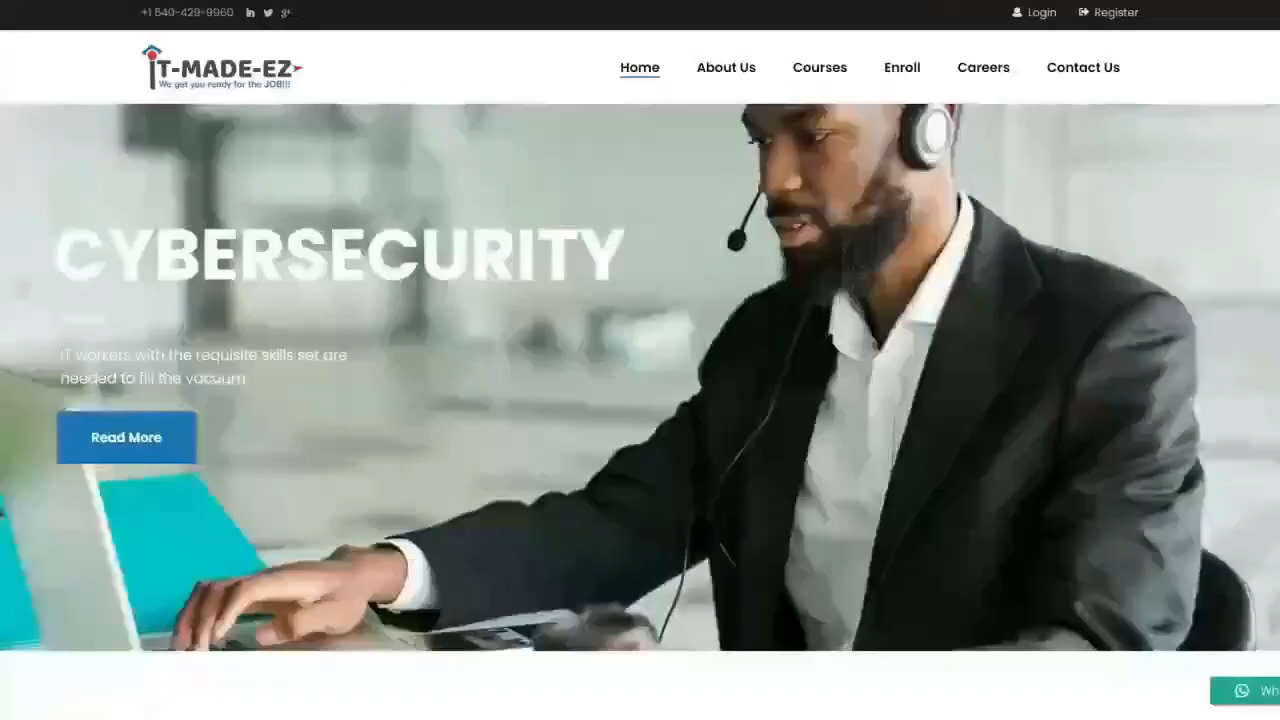 +1 540-429-9960
Login
Register
iT-MADE-EZ
We get you ready for the JOB!!!
Home
About Us
Courses
Enroll
Careers
Contact Us
CYBERSECURITY
IT workers with the requisite skills set are
needed to fill the vacuum
Read More